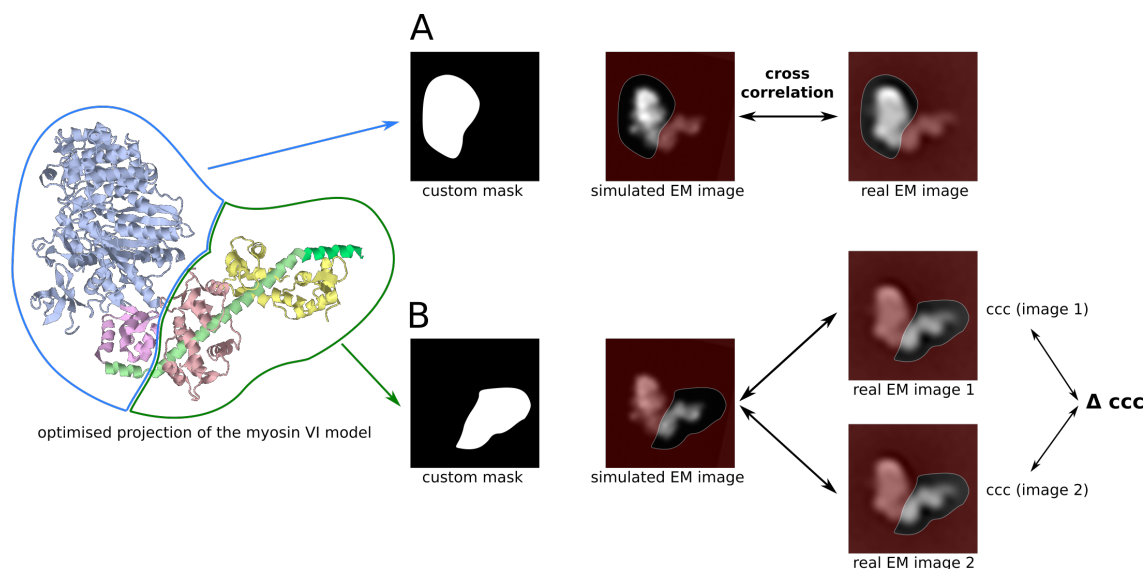 A
custom mask
simulated EM image
cross
correlation
real EM image
optimised projection of the myosin VI model
B
custom mask
simulated EM image
real EM image 1
ccc (image 1)
Δ ccc
ccc (image 2)
real EM image 2